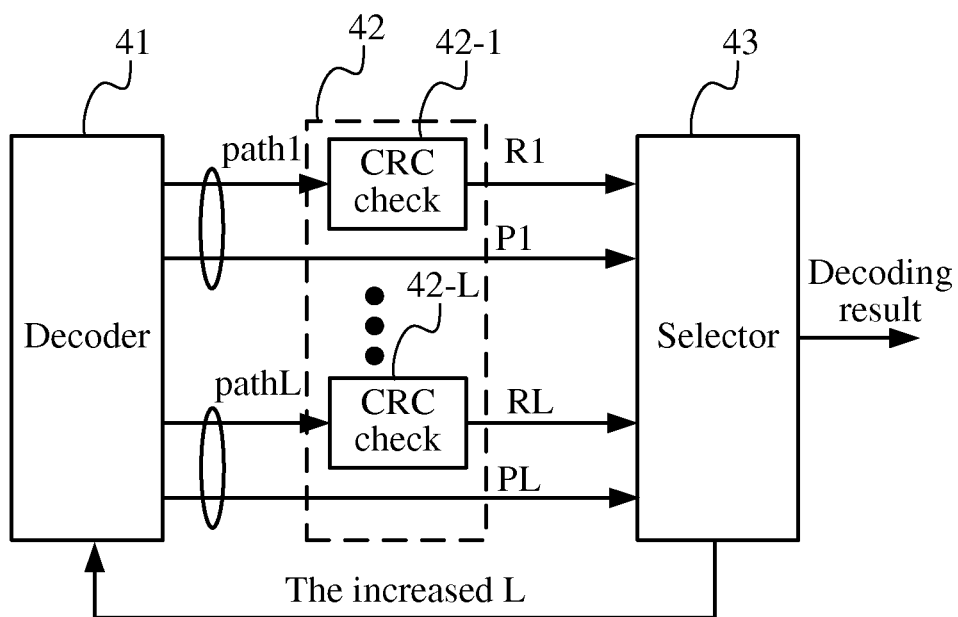 41
42
42-1
43
path1
CRC
check
R1
P1
42-L
Decoder
Selector
Decoding
result
pathL
CRC
check
RL
PL
The increased L